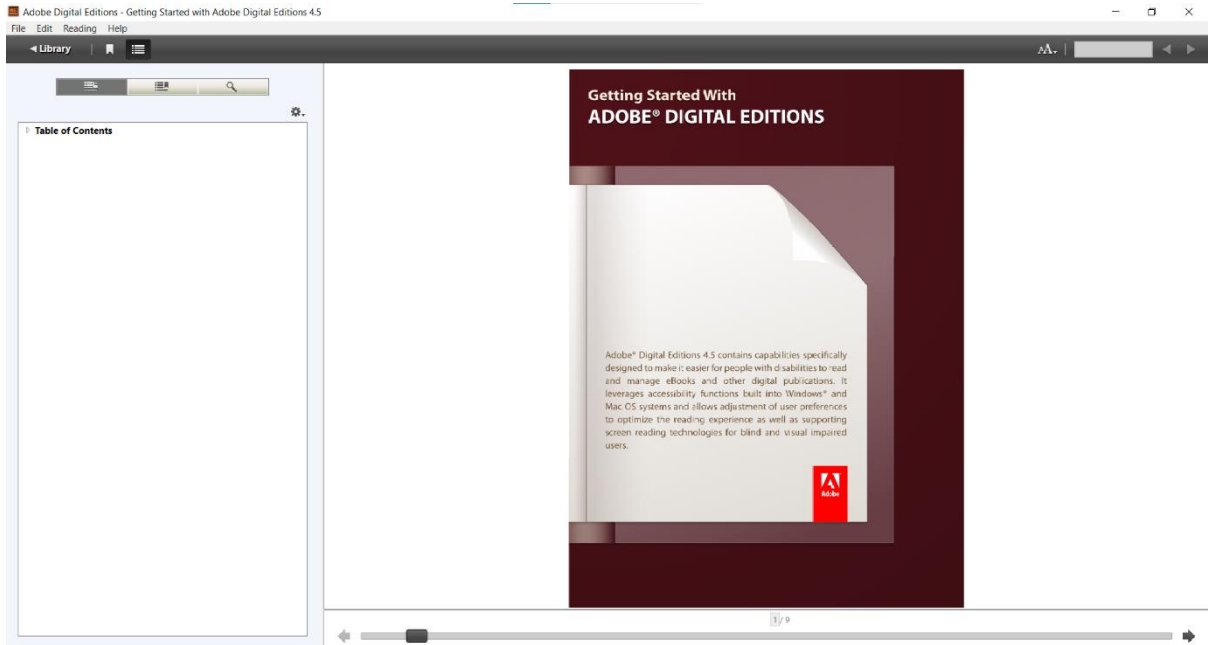 Adobe Digital Editions - Getting Started with Adobe Digital Editions 4.5
File Edit Reading Help
Library
AA
Table of Contents
Getting Started With
ADOBE® DIGITAL EDITIONS
Adobe® Digital Editions 4.5 contains capabilities specifically
designed to make it easier for people with disabilities to read
and manage eBooks and other digital publications. It
leverages accessibility functions built into Windows® and
Mac OS systems and allows adjustment of user preferences
to optimize the reading experience as well as supporting
screen reading technologies for blind and visual impaired
users.
Adobe
1 / 9